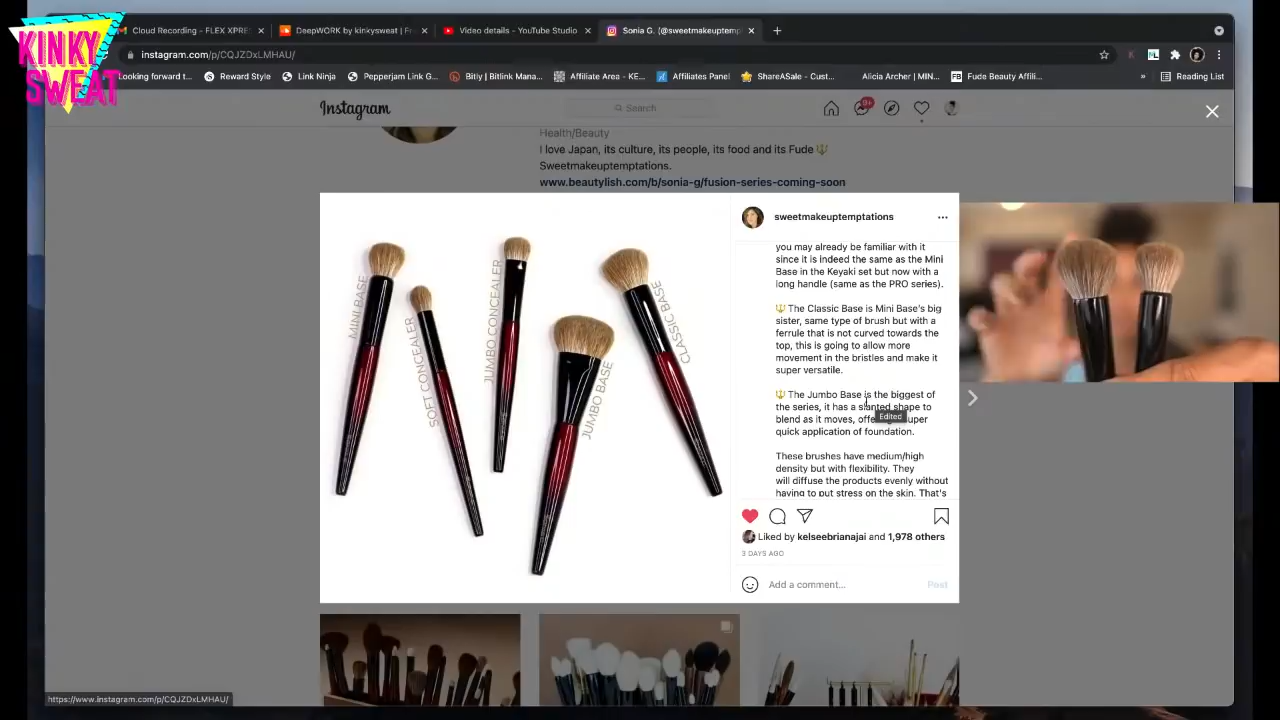 KINKY
SWEAT
Cloud Recording - FLEX XPRE
DeepWORK by kinkysweat | Fr
Video details - YouTube Studio
Sonia G. (@sweetmakeuptemp
instagram.com/p/CQJZDxLMHAU/
Looking forward t...
Reward Style
Link Ninja
Pepperjam Link G...
Bitly | Bitlink Mana...
Affiliate Area - KE...
Affiliates Panel
ShareASale - Cust...
Alicia Archer | MIN...
FB Fude Beauty Affili...
»
Reading List
Instagram
Search
9+
Health/Beauty
I love Japan, its culture, its people, its food and its Fude
Sweetmakeuptemptations.
www.beautylish.com/b/sonia-g/fusion-series-coming-soon
MINI BASE
SOFT CONCEALER
JUMBO CONCEALER
JUMBO BASE
CLASSIC BASE
sweetmakeuptemptations
you may already be familiar with it
since it is indeed the same as the Mini
Base in the Keyaki set but now with a
long handle (same as the PRO series).
The Classic Base is Mini Base's big
sister, same type of brush but with a
ferrule that is not curved towards the
top, this is going to allow more
movement in the bristles and make it
super versatile.
The Jumbo Base is the biggest of
the series, it has a slanted shape to
Edited
blend as it moves, super
quick application of foundation.
These brushes have medium/high
density but with flexibility. They
will diffuse the products evenly without
having to put stress on the skin. That's
Liked by kelseebrianajai and 1,978 others
3 DAYS AGO
Add a comment...
Post
https://www.instagram.com/p/CQJZDxLMHAU/